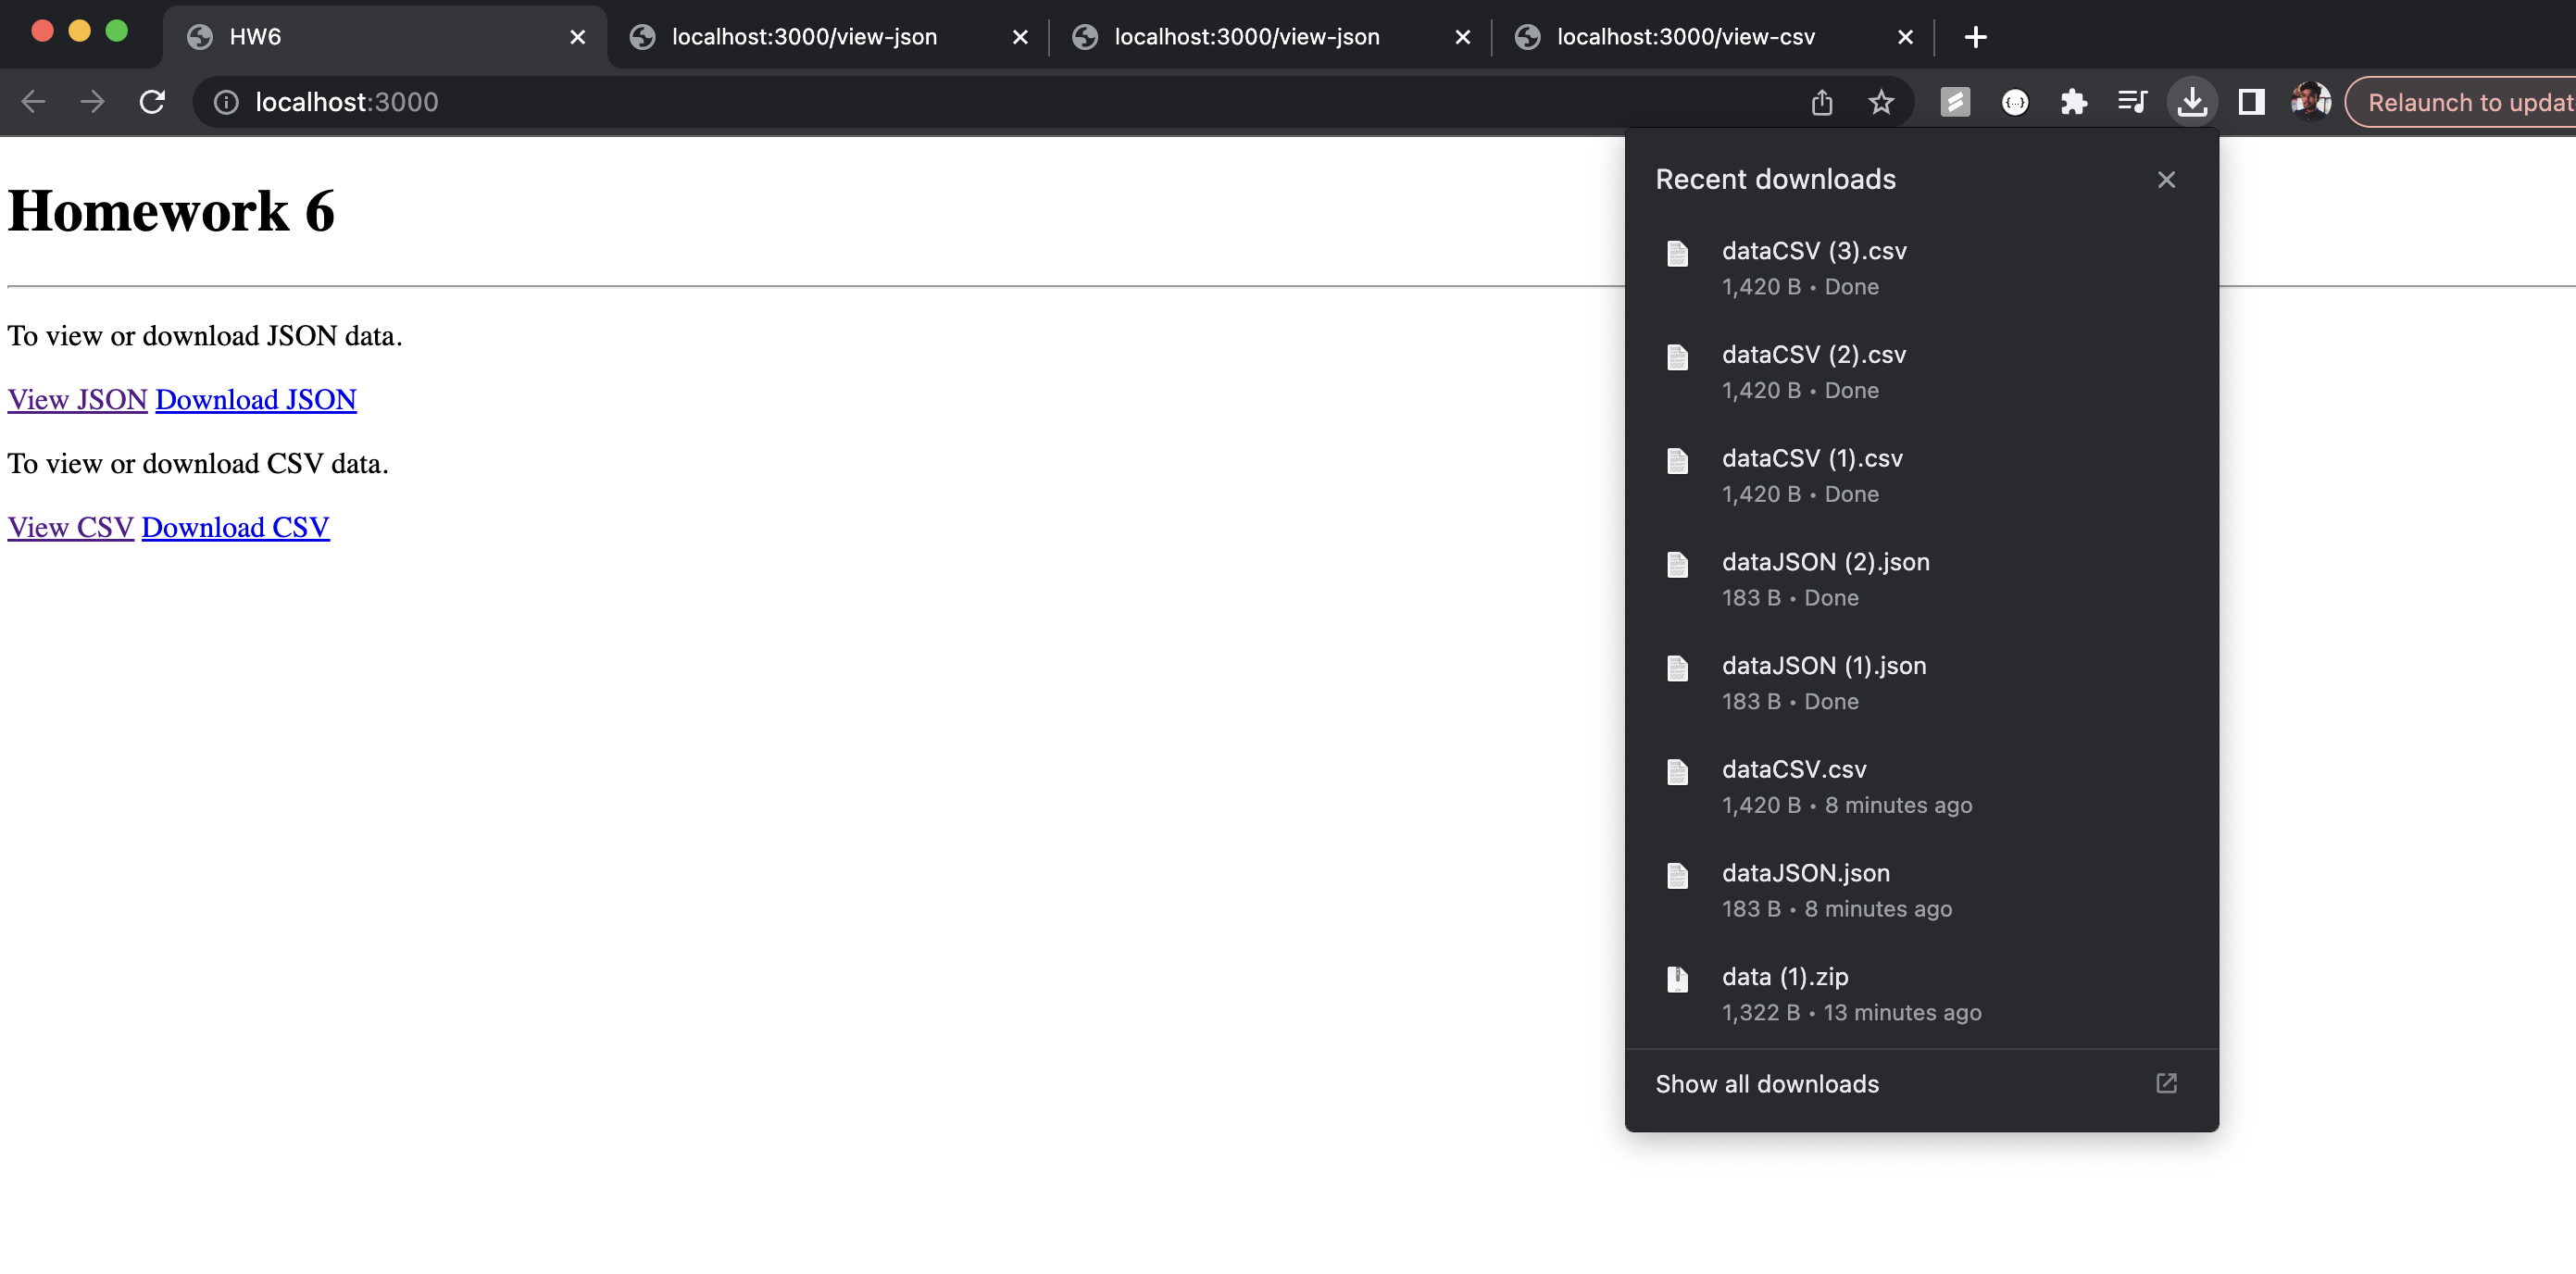 HW6
localhost:3000/view-json
localhost:3000/view-json
localhost:3000/view-csv
localhost:3000
Relaunch to updat
Homework 6
To view or download JSON data.
View JSON Download JSON
To view or download CSV data.
View CSV Download CSV
Recent downloads
dataCSV (3).csv
1,420 B • Done
dataCSV (2).csv
1,420 B • Done
dataCSV (1).csv
1,420 B • Done
dataJSON (2).json
183 B • Done
dataJSON (1).json
183 B • Done
dataCSV.csv
1,420 B • 8 minutes ago
dataJSON.json
183 B • 8 minutes ago
data (1).zip
1,322 B • 13 minutes ago
Show all downloads